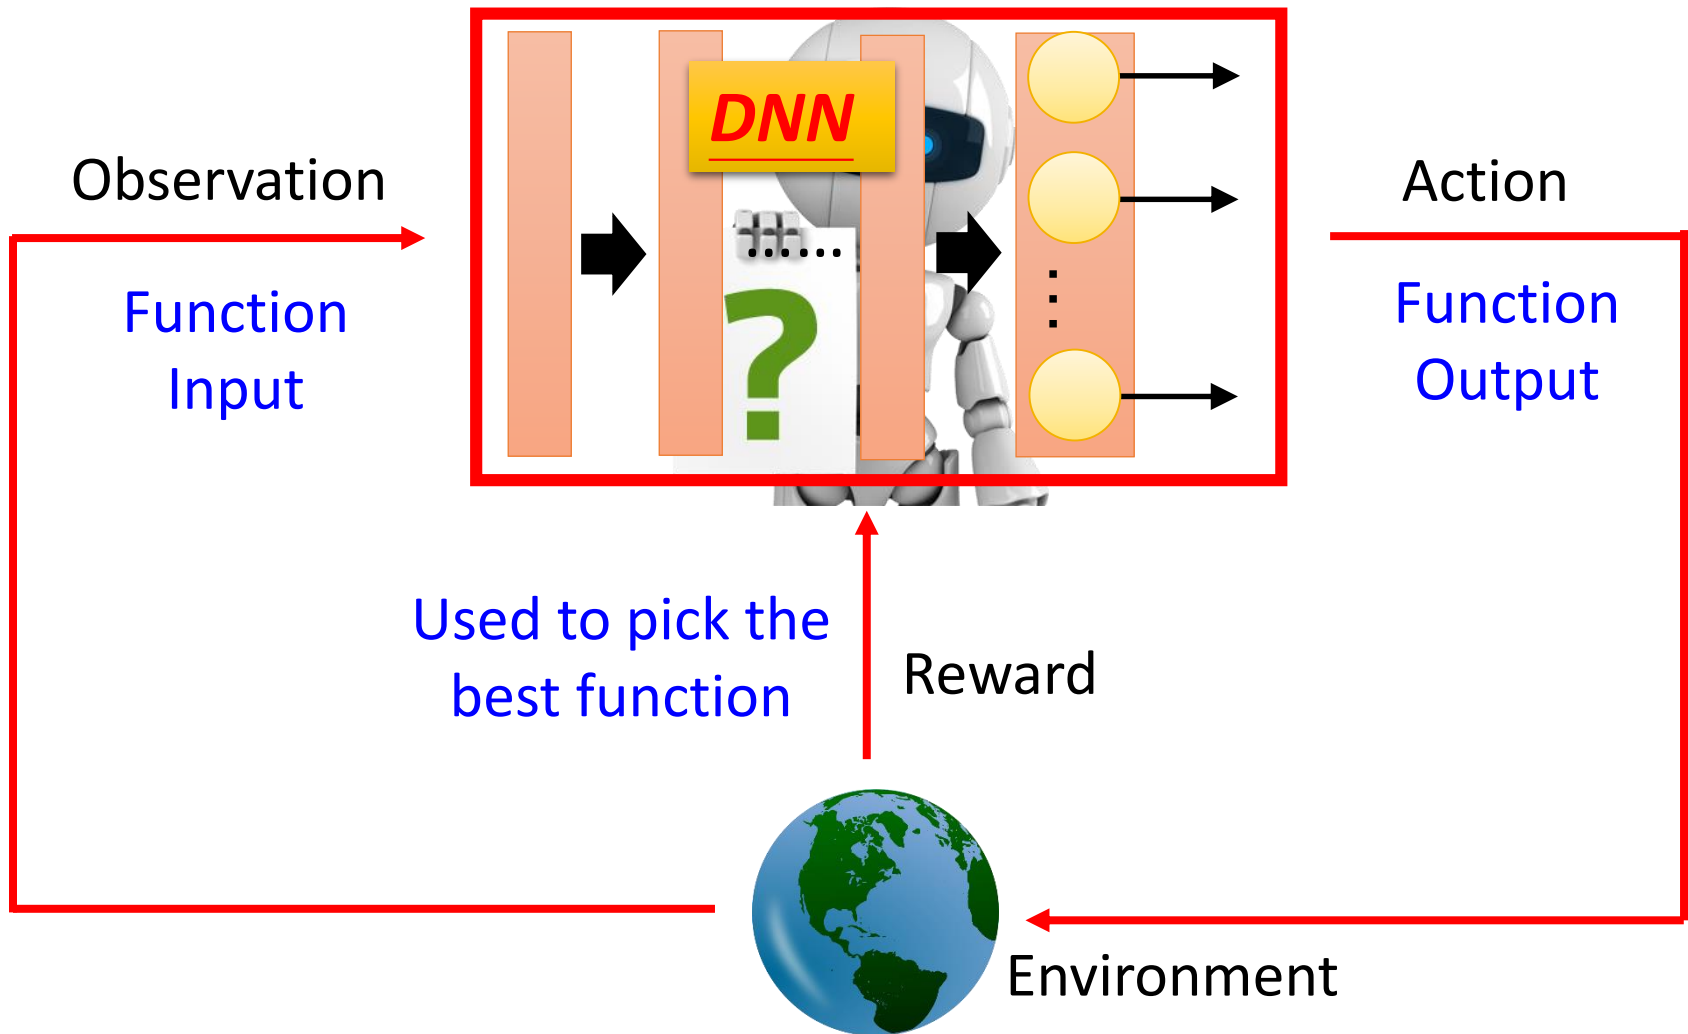 DNN
Observation
Function
Input
......
?
Action
Function
Output
Used to pick the
best function
Reward
Environment